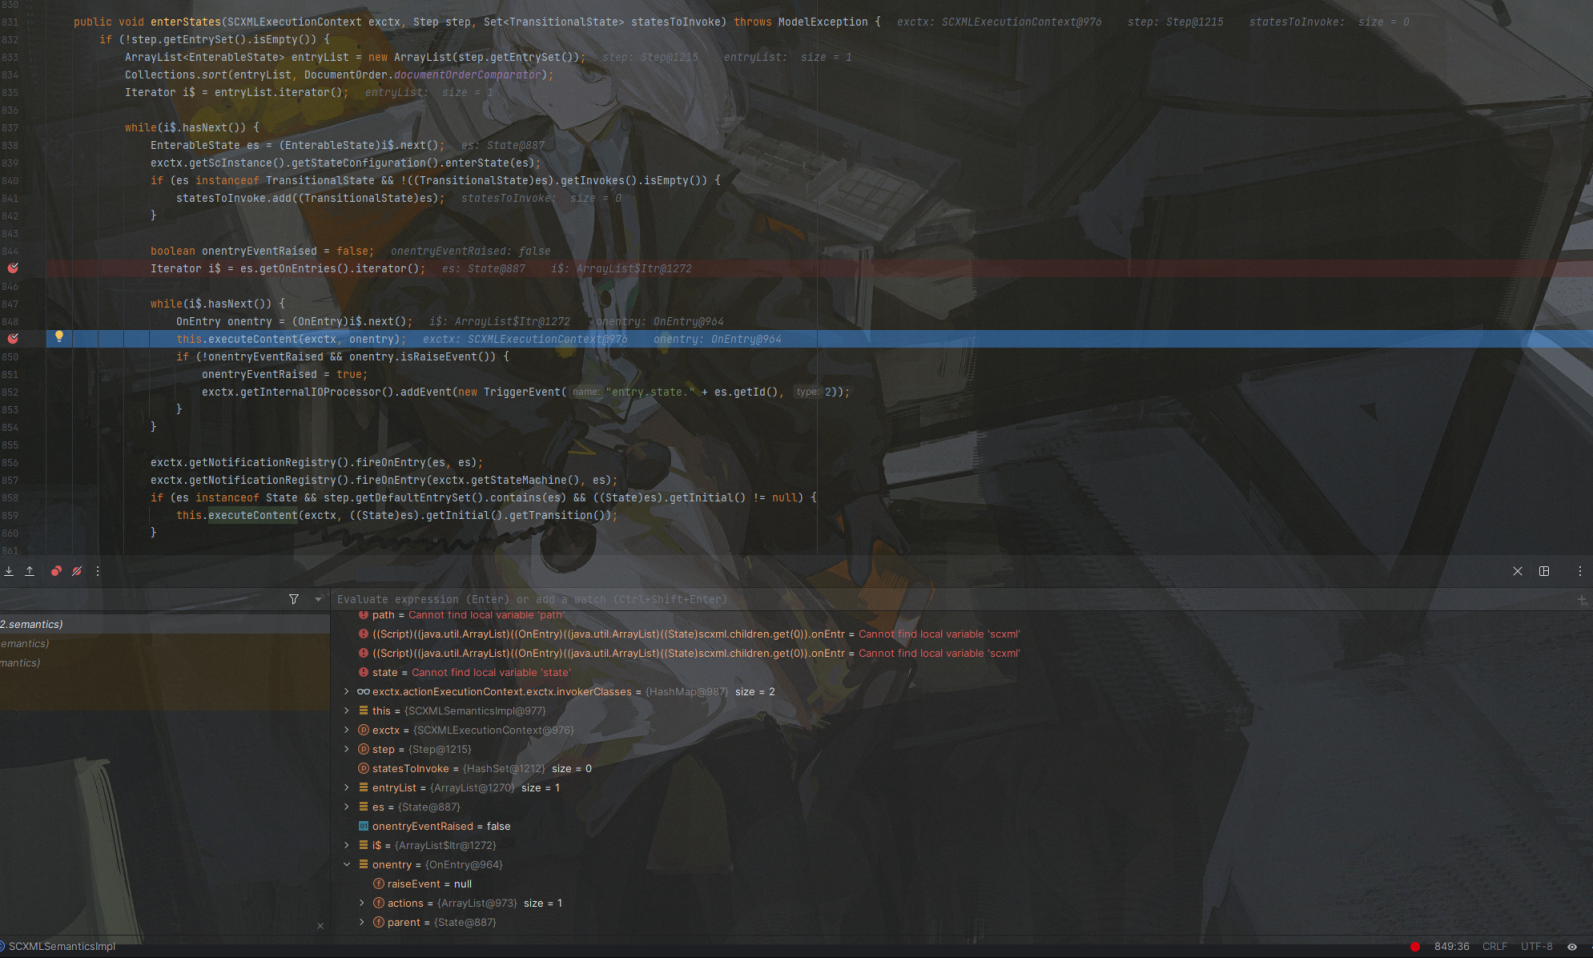 830
831 public void enterStates(SCXMLExecutionContext exctx, Step step, Set<TransitionalState> statesToInvoke) throws ModelException { exctx: SCXMLExecutionContext@976 step: Step@1215 statesToInvoke: size = 0
832 if (!step.getEntrySet().isEmpty()) {
833 ArrayList<EnterableState> entryList = new ArrayList(step.getEntrySet()); step: Step@1215 entryList: size = 1
834 Collections.sort(entryList, DocumentOrder.documentOrderComparator);
835 Iterator i$ = entryList.iterator(); entryList: size = 1
836
837 while(i$.hasNext()) {
838 EnterableState es = (EnterableState)i$.next(); es: State@887
839 exctx.getScInstance().getStateConfiguration().enterState(es);
840 if (es instanceof TransitionalState && !((TransitionalState)es).getInvokes().isEmpty()) {
841 statesToInvoke.add((TransitionalState)es); statesToInvoke: size = 0
842 }
843
844 boolean onentryEventRaised = false; onentryEventRaised: false
Iterator i$ = es.getOnEntries().iterator(); es: State@887 i$: ArrayList$Itr@1272
846
847 while(i$.hasNext()) {
848 OnEntry onentry = (OnEntry)i$.next(); i$: ArrayList$Itr@1272 onentry: OnEntry@964
this.executeContent(exctx, onentry); exctx: SCXMLExecutionContext@976 onentry: OnEntry@964
850 if (!onentryEventRaised && onentry.isRaiseEvent()) {
851 onentryEventRaised = true;
852 exctx.getInternalIOProcessor().addEvent(new TriggerEvent( name: "entry.state." + es.getId(), type: 2));
853 }
854 }
855
856 exctx.getNotificationRegistry().fireOnEntry(es, es);
857 exctx.getNotificationRegistry().fireOnEntry(exctx.getStateMachine(), es);
858 if (es instanceof State && step.getDefaultEntrySet().contains(es) && ((State)es).getInitial() != null) {
859 this.executeContent(exctx, ((State)es).getInitial().getTransition());
860 }
861
Evaluate expression (Enter) or add a watch (Ctrl+Shift+Enter)
2.semantics)
emantics)
mantics)
path = Cannot find local variable 'path'
((Script)((java.util.ArrayList)((OnEntry)((java.util.ArrayList)((State)scxml.children.get(0)).onEntr = Cannot find local variable 'scxml'
((Script)((java.util.ArrayList)((OnEntry)((java.util.ArrayList)((State)scxml.children.get(0)).onEntr = Cannot find local variable 'scxml'
state = Cannot find local variable 'state'
exctx.actionExecutionContext.exctx.invokerClasses = {HashMap@987} size = 2
this = {SCXMLSemanticsImpl@977}
exctx = {SCXMLExecutionContext@976}
step = {Step@1215}
statesToInvoke = {HashSet@1212} size = 0
entryList = {ArrayList@1270} size = 1
es = {State@887}
onentryEventRaised = false
i$ = {ArrayList$Itr@1272}
onentry = {OnEntry@964}
raiseEvent = null
actions = {ArrayList@973} size = 1
parent = {State@887}
SCXMLSemanticsImpl
849:36 CRLF UTF-8